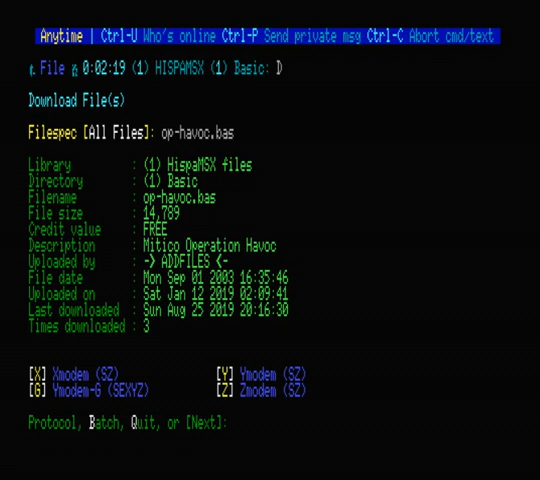 Anytime | Ctrl-U Who's online Ctrl-P Send private msg Ctrl-C Abort cmd/text
File 0:02:19 (1) HISPAMSX (1) Basic: D
Download File(s)
Filespec [All Files]: op-havoc.bas
Library : (1) HispaMSX files
Directory : (1) Basic
Filename : op-havoc.bas
File size : 14,789
Credit value : FREE
Description : Mitico Operation Havoc
Uploaded by : -> ADDFILES <-
File date : Mon Sep 01 2003 16:35:46
Uploaded on : Sat Jan 12 2019 02:09:41
Last downloaded : Sun Aug 25 2019 20:16:30
Times downloaded : 3
[X] Xmodem (SZ) [Y] Ymodem (SZ)
[G] Ymodem-G (SEXYZ) [Z] Zmodem (SZ)
Protocol, Batch, Quit, or [Next]: